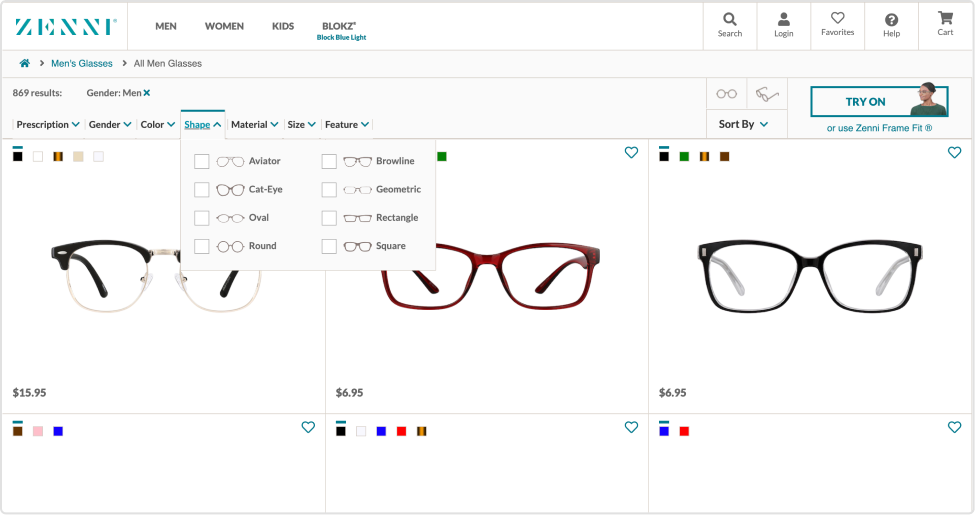 ZENNI®
MEN WOMEN KIDS BLOKZ®
Block Blue Light
Search Login Favorites Help Cart
Men's Glasses All Men Glasses
869 results: Gender: Men
Prescription Gender Color Shape Material Size Feature
Sort By
TRY ON
or use Zenni Frame Fit ®
Aviator Browline
Cat-Eye Geometric
Oval Rectangle
Round Square
$15.95 $6.95 $6.95